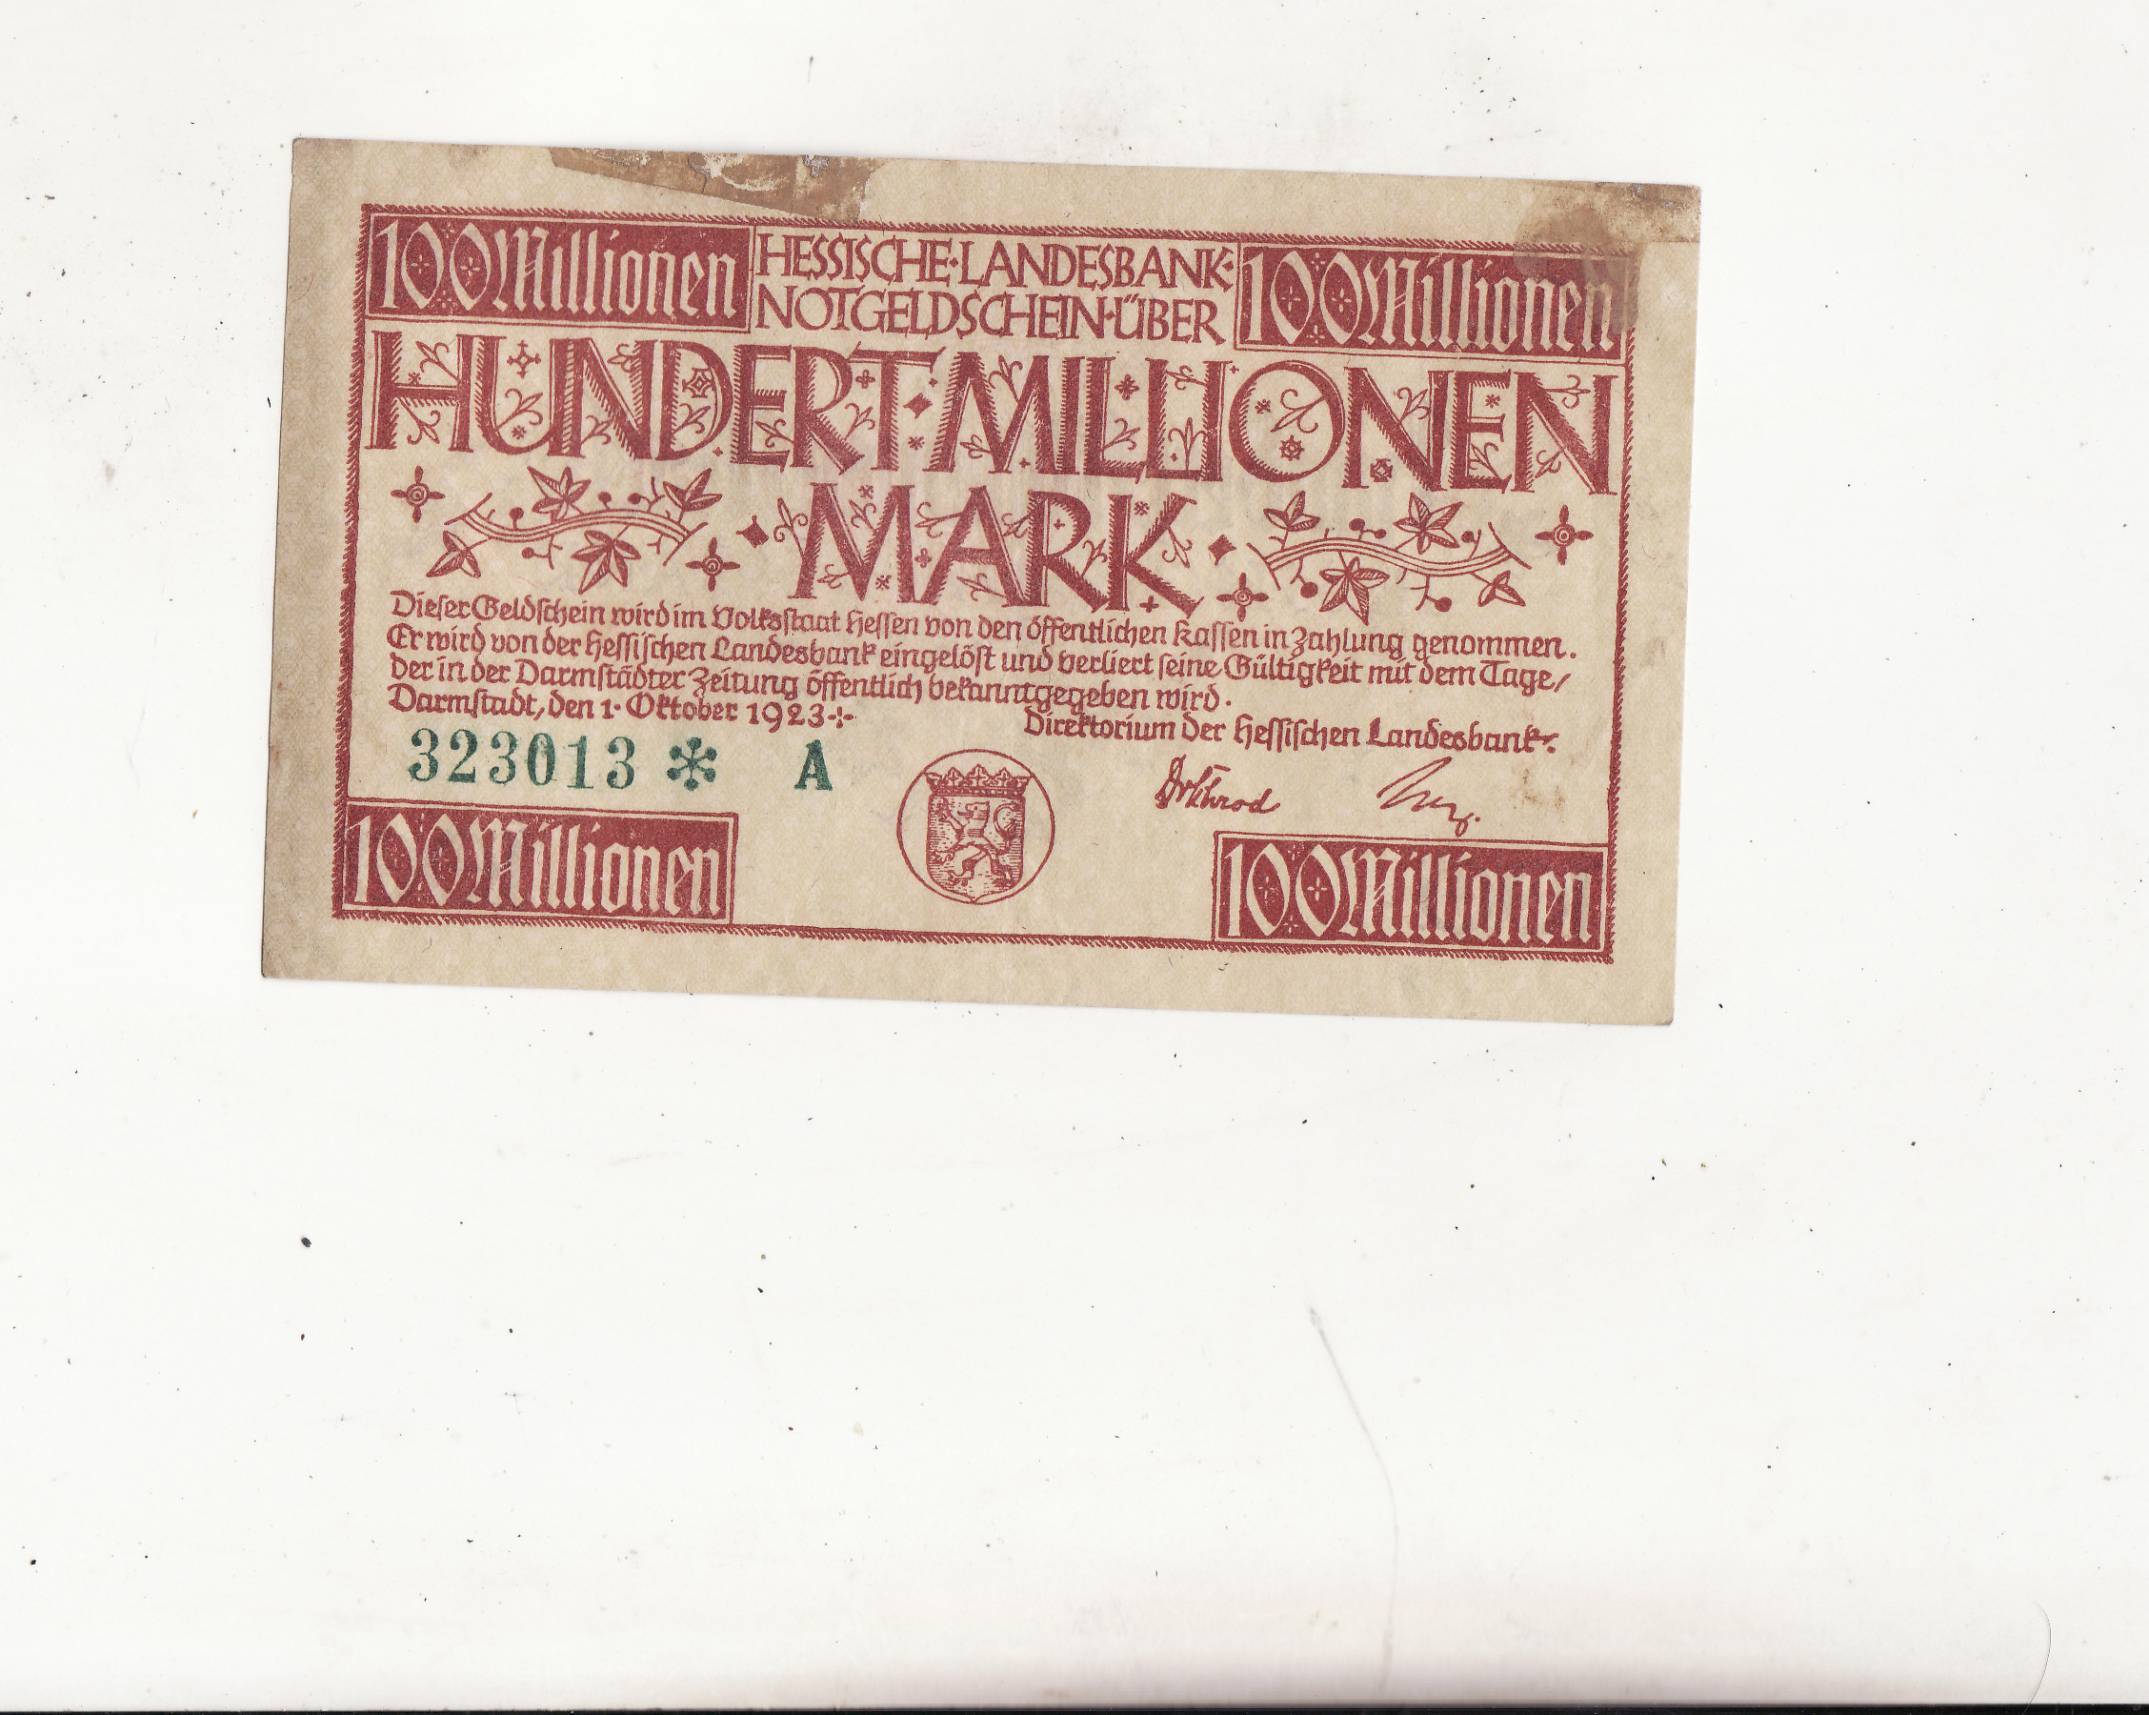 100 Millionen
HESSISCHE·LANDESBANK·
NOTGELDSCHEIN·ÜBER
100 Millionen
HUNDERT·MILLIONEN
·MARK·
Dieser Geldschein wird im Volksstaat Hessen von den öffentlichen Kassen in Zahlung genommen.
Er wird von der Hessischen Landesbank eingelöst und verliert seine Gültigkeit mit dem Tage,
der in der Darmstädter Zeitung öffentlich bekanntgegeben wird.
Darmstadt, den 1. Oktober 1923
Direktorium der Hessischen Landesbank.
323013 * A
100 Millionen
100 Millionen